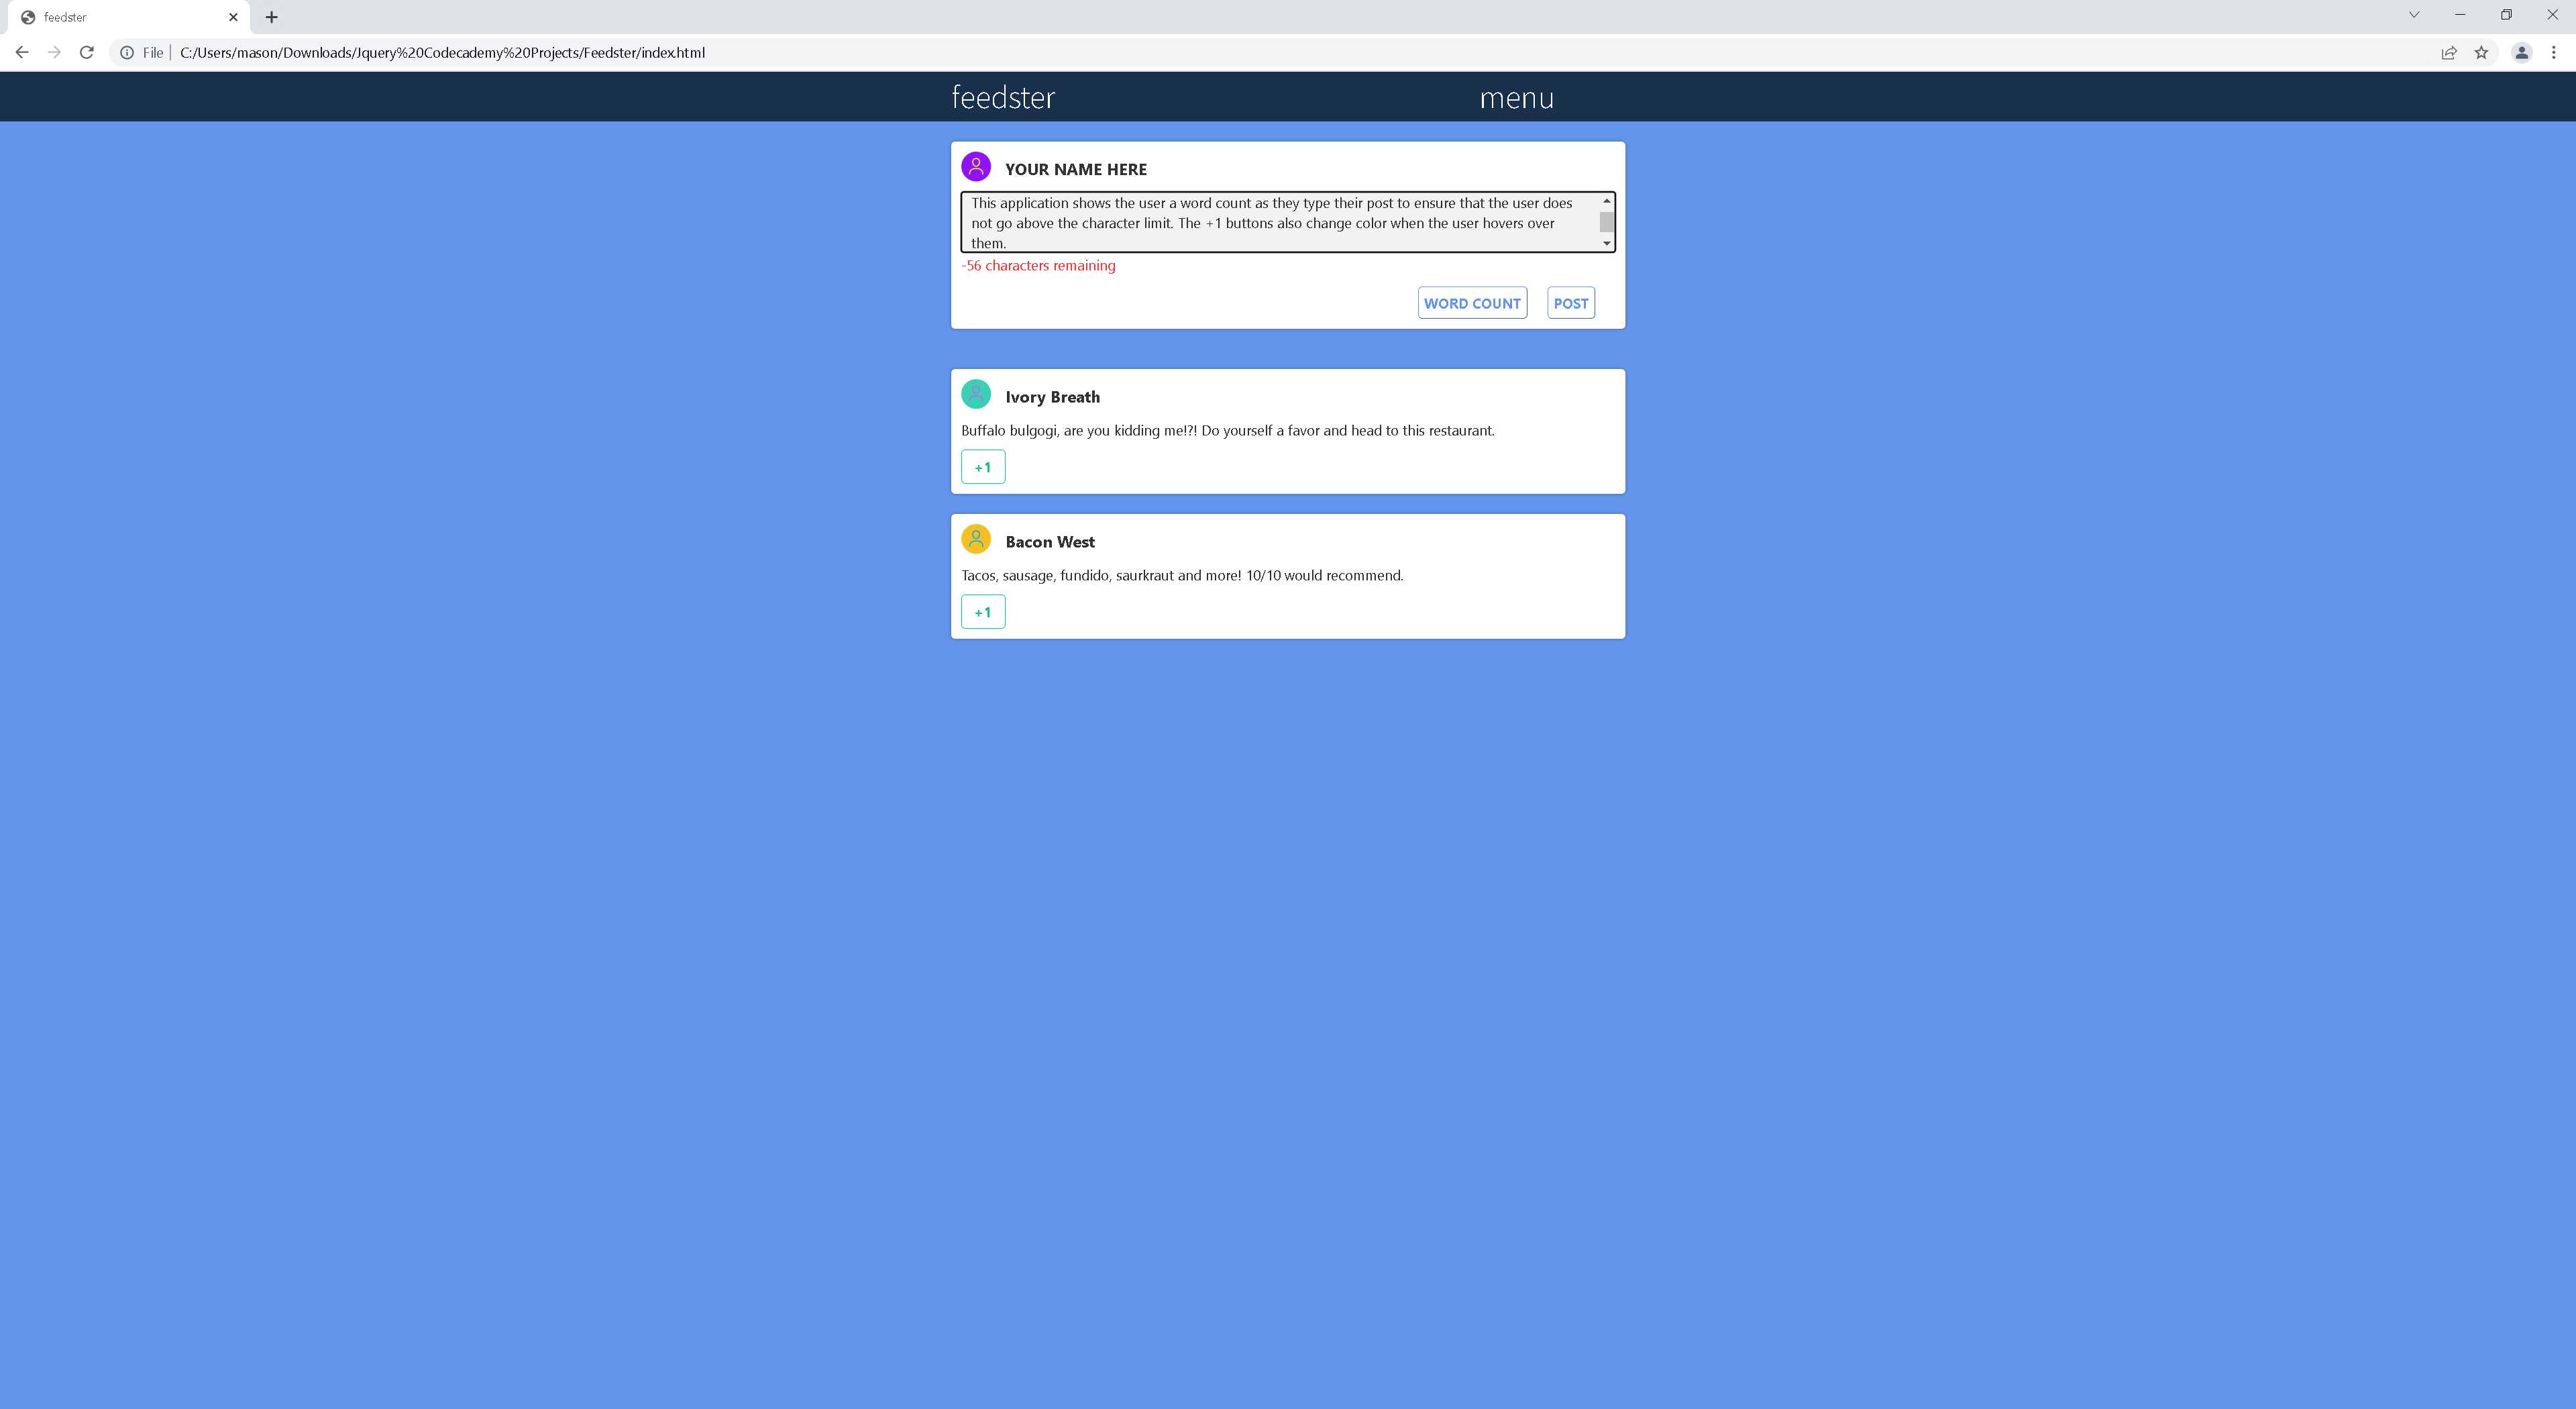 feedster
File
C:/Users/mason/Downloads/Jquery%20Codecademy%20Projects/Feedster/index.html
feedster
menu
YOUR NAME HERE
This application shows the user a word count as they type their post to ensure that the user does
not go above the character limit. The +1 buttons also change color when the user hovers over
them.
-56 characters remaining
WORD COUNT
POST
Ivory Breath
Buffalo bulgogi, are you kidding me!?! Do yourself a favor and head to this restaurant.
+1
Bacon West
Tacos, sausage, fundido, saurkraut and more! 10/10 would recommend.
+1